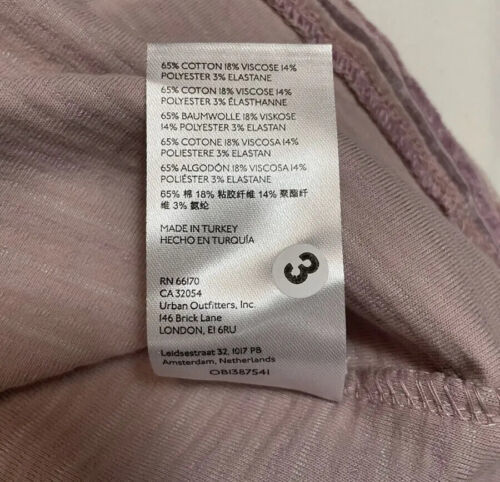 65% COTTON 18% VISCOSE 14%
POLYESTER 3% ELASTANE
65% COTON 18% VISCOSE 14%
POLYESTER 3% ÉLASTHANNE
65% BAUMWOLLE 18% VISKOSE
14% POLYESTER 3% ELASTAN
65% COTONE 18% VISCOSA 14%
POLIESTERE 3% ELASTAN
65% ALGODÓN 18% VISCOSA 14%
POLIÉSTER 3% ELASTANO
65% 棉 18% 粘胶纤维 14% 聚酯纤
维 3% 氨纶
MADE IN TURKEY
HECHO EN TURQUÍA
3
RN 66170
CA 32054
Urban Outfitters, Inc.
146 Brick Lane
LONDON, E1 6RU
Leidsestraat 32, 1017 PB
Amsterdam, Netherlands
OB1387541